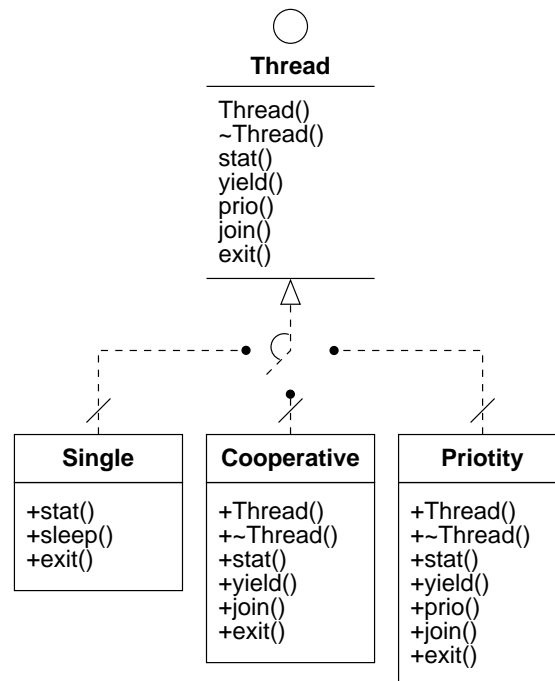 Thread
Thread()
~Thread()
stat()
yield()
prio()
join()
exit()
Single
+stat()
+sleep()
+exit()
Cooperative
+Thread()
+~Thread()
+stat()
+yield()
+join()
+exit()
Priotity
+Thread()
+~Thread()
+stat()
+yield()
+prio()
+join()
+exit()